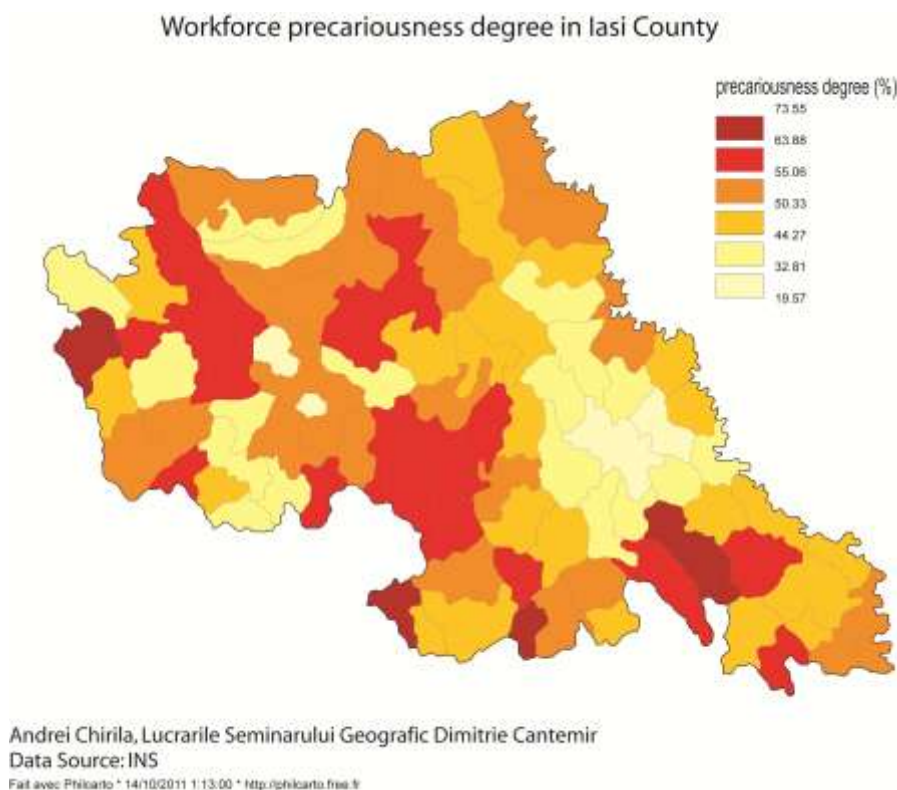 Workforce precariousness degree in Iasi County
precariousness degree (%)
73.55
63.88
55.06
50.33
44.27
32.81
19.57
Andrei Chirila, Lucrarile Seminarului Geografic Dimitrie Cantemir
Data Source: INS
Fait avec Philcarto * 14/10/2011 1:13:00 * http://philcarto.free.fr